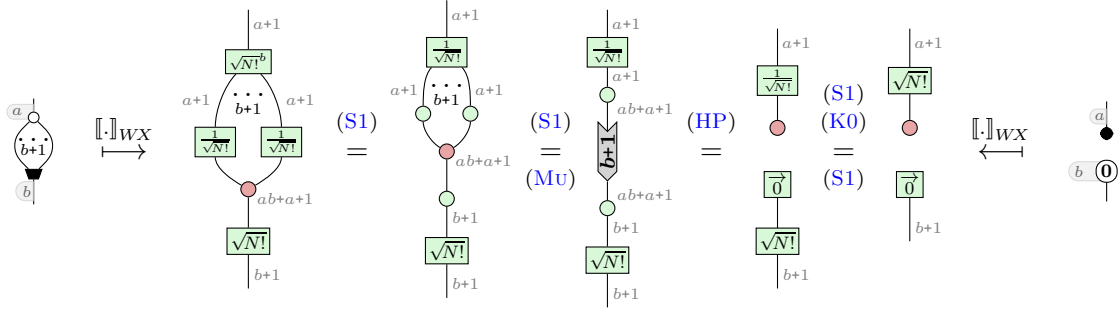 a
· · ·
b+1
b
⟦·⟧WX
⟼
a+1
√N!ᵇ
a+1 · · · a+1
b+1
1/√N! 1/√N!
ab+a+1
√N!
b+1
(S1)
=
a+1
1/√N!
a+1 · · · a+1
b+1
ab+a+1
b+1
√N!
b+1
(S1)
=
(MU)
a+1
1/√N!
a+1
ab+a+1
b+1
ab+a+1
√N!
b+1
(HP)
=
a+1
1/√N!
→0
√N!
b+1
(S1)
(K0)
=
(S1)
a+1
√N!
→0
b+1
⟦·⟧WX
⟻
a
b 0